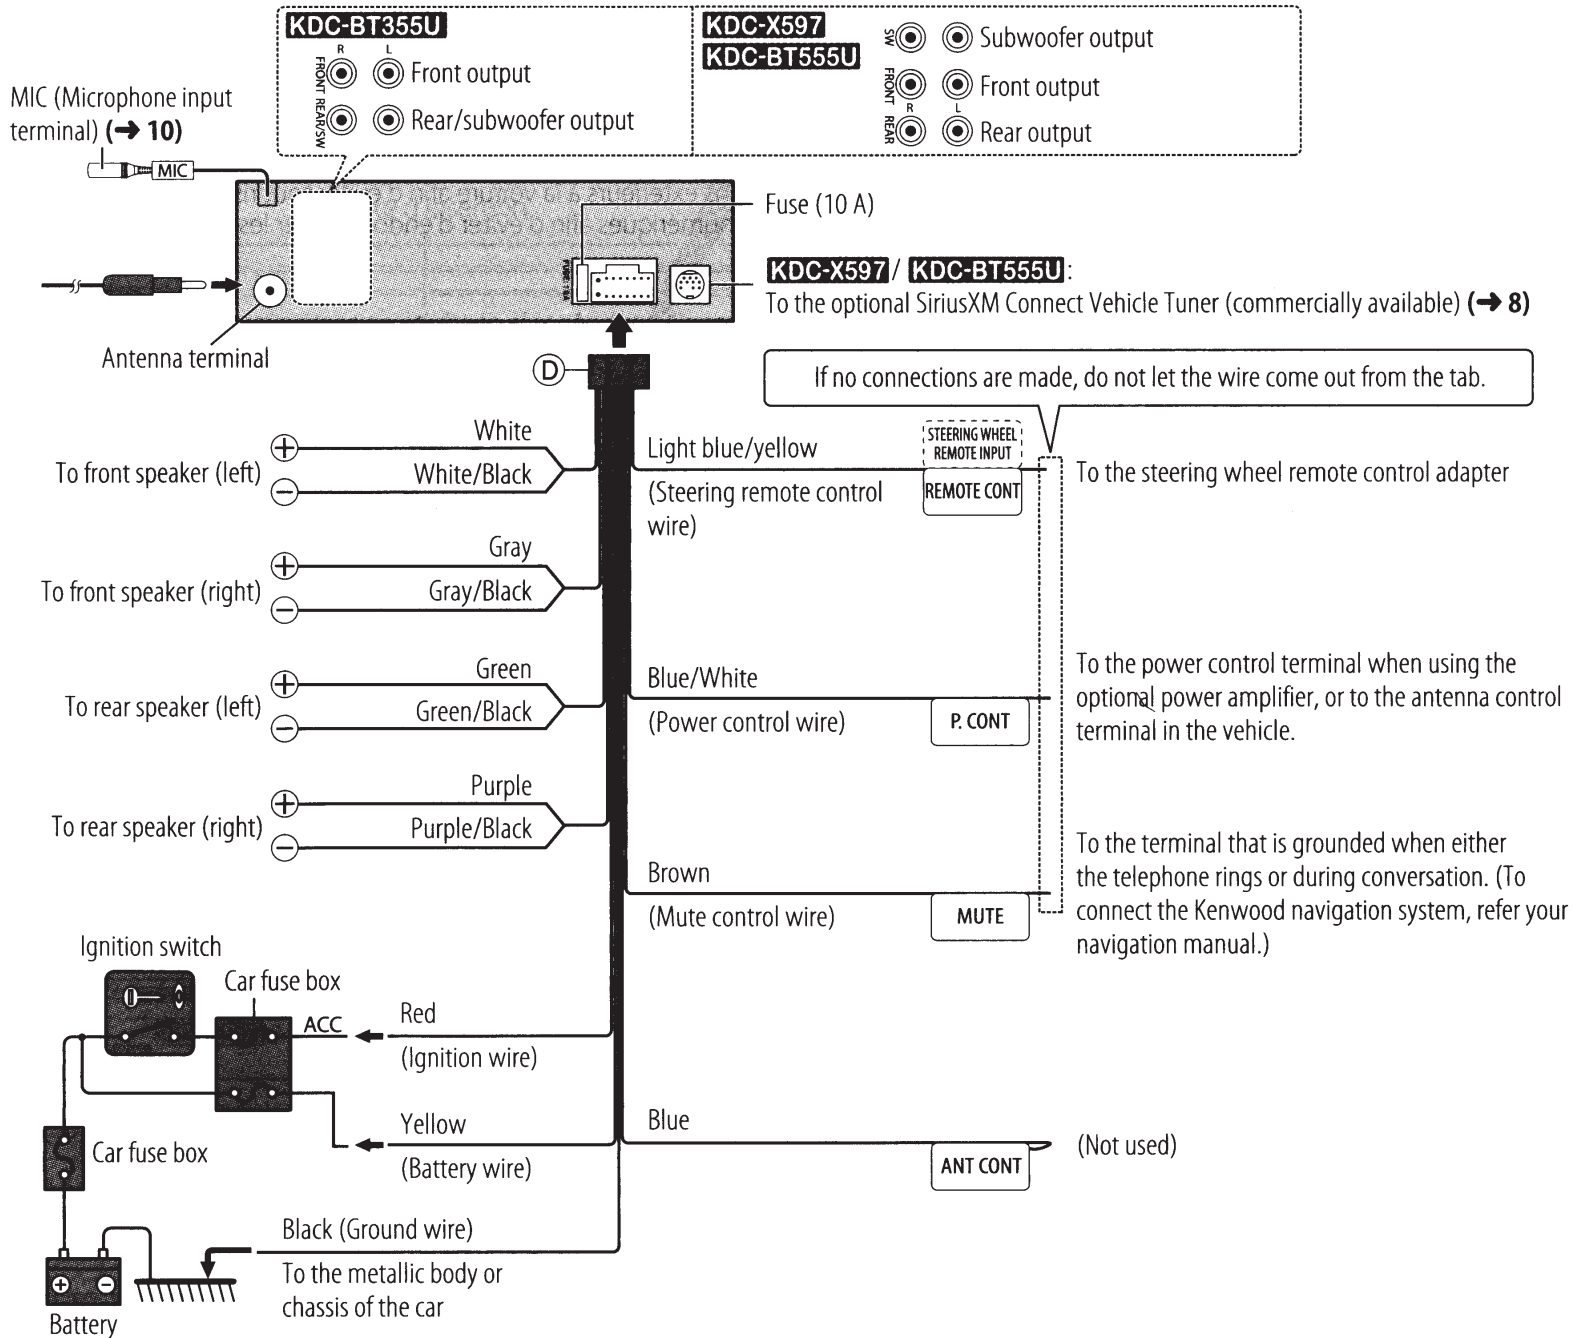 KDC-BT355U
R L
FRONT
Front output
REAR/SW
Rear/subwoofer output
KDC-X597
KDC-BT555U
SW
Subwoofer output
FRONT
Front output
R L
REAR
Rear output
MIC (Microphone input
terminal) (➔ 10)
MIC
Fuse (10 A)
FUSE 10A
KDC-X597 / KDC-BT555U:
To the optional SiriusXM Connect Vehicle Tuner (commercially available) (➔ 8)
Antenna terminal
D
If no connections are made, do not let the wire come out from the tab.
To front speaker (left)
+
White
−
White/Black
Light blue/yellow
(Steering remote control
wire)
STEERING WHEEL
REMOTE INPUT
REMOTE CONT
To the steering wheel remote control adapter
To front speaker (right)
+
Gray
−
Gray/Black
To rear speaker (left)
+
Green
−
Green/Black
Blue/White
(Power control wire)
P. CONT
To the power control terminal when using the
optional power amplifier, or to the antenna control
terminal in the vehicle.
To rear speaker (right)
+
Purple
−
Purple/Black
Brown
(Mute control wire)
MUTE
To the terminal that is grounded when either
the telephone rings or during conversation. (To
connect the Kenwood navigation system, refer your
navigation manual.)
Ignition switch
Car fuse box
ACC
Red
(Ignition wire)
Yellow
(Battery wire)
Car fuse box
Blue
ANT CONT
(Not used)
Black (Ground wire)
To the metallic body or
chassis of the car
+ −
Battery